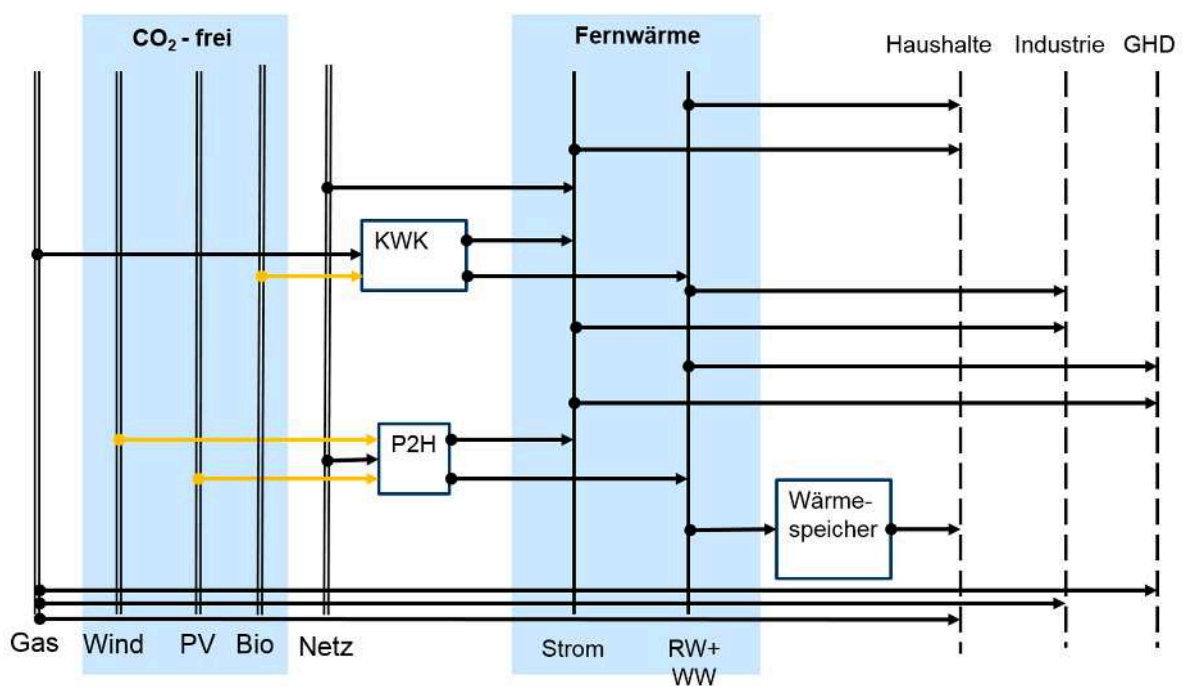 CO₂ - frei
Fernwärme
Haushalte
Industrie
GHD
KWK
P2H
Wärme-
speicher
Gas
Wind
PV
Bio
Netz
Strom
RW+
WW